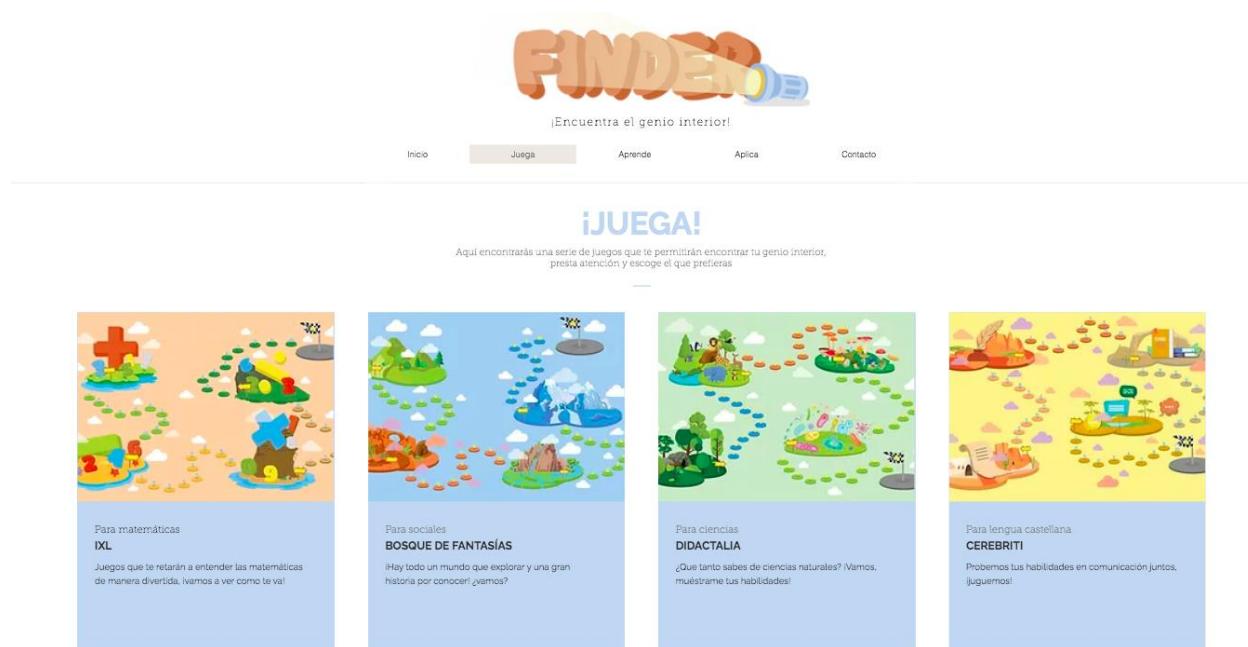 FINDER
¡Encuentra el genio interior!
Inicio
Juega
Aprende
Aplica
Contacto
¡JUEGA!
Aquí encontrarás una serie de juegos que te permitirán encontrar tu genio interior,
presta atención y escoge el que prefieras
Para matemáticas
IXL
Juegos que te retarán a entender las matemáticas
de manera divertida, ¡vamos a ver como te va!
Para sociales
BOSQUE DE FANTASÍAS
¡Hay todo un mundo que explorar y una gran
historia por conocer! ¿vamos?
Para ciencias
DIDACTALIA
¿Que tanto sabes de ciencias naturales? ¡Vamos,
muéstrame tus habilidades!
Para lengua castellana
CEREBRITI
Probemos tus habilidades en comunicación juntos,
¡juguemos!